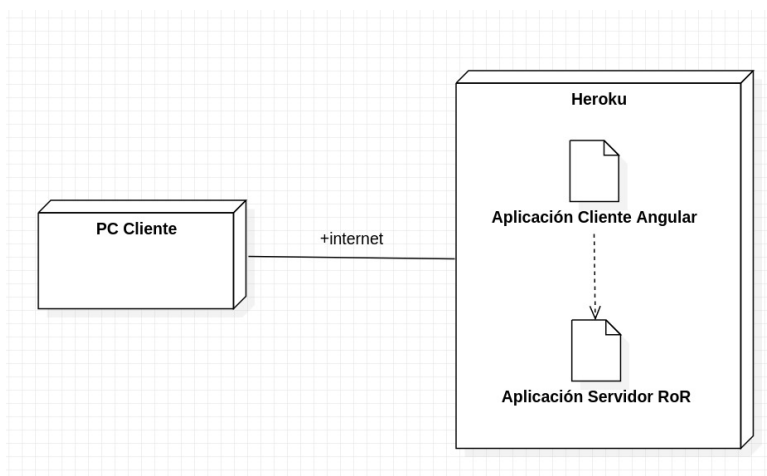 Heroku
Aplicación Cliente Angular
PC Cliente
+internet
Aplicación Servidor RoR